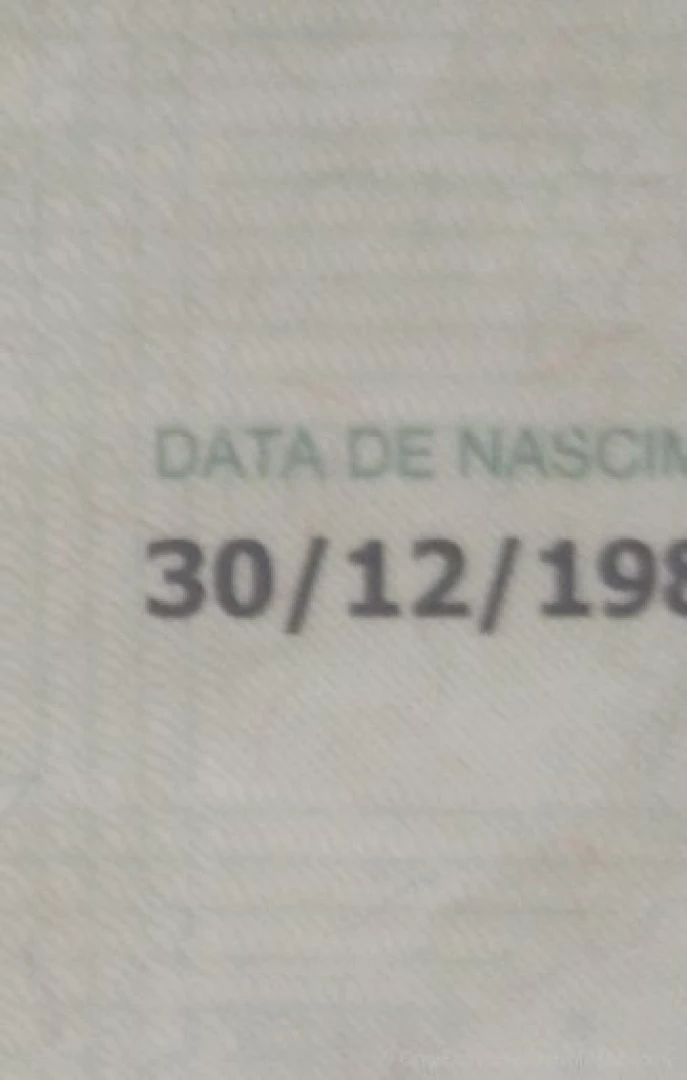 DATA DE NASCIM
30/12/198